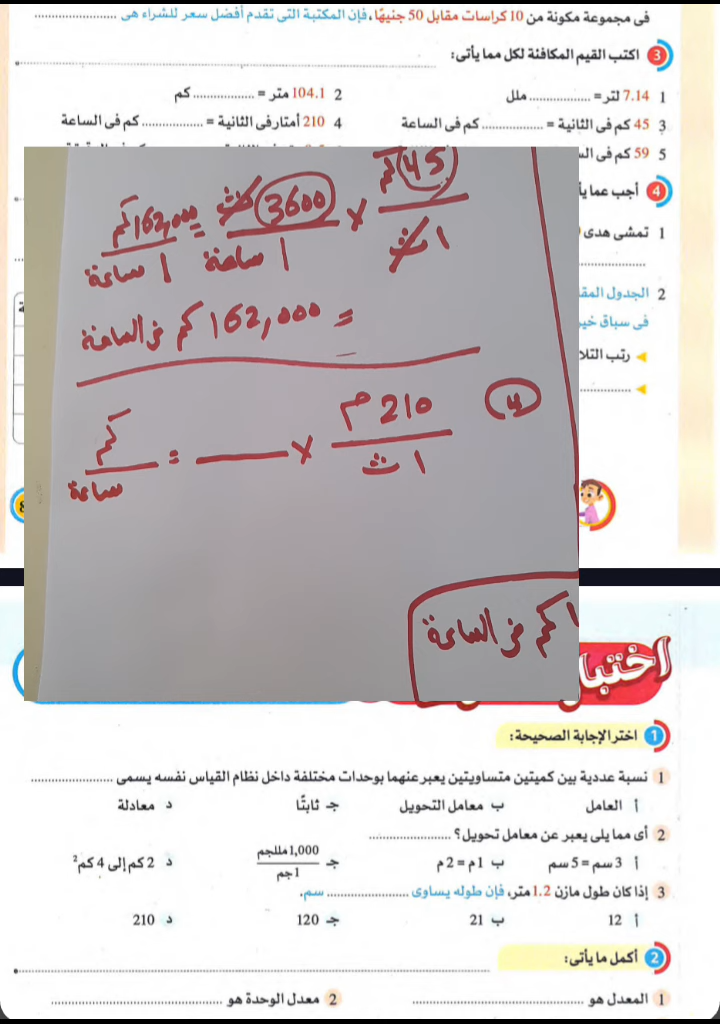 فى مجموعة مكونة من 10 كراسات مقابل 50 جنيهًا، فإن المكتبة التى تقدم أفضل سعر للشراء هى ....................
3 اكتب القيم المكافئة لكل مما يأتى:
1 7.14 لتر = .................... ملل
2 104.1 متر = .................... كم
3 45 كم فى الثانية = .................... كم فى الساعة
4 210 أمتار فى الثانية = .................... كم فى الساعة
5 59 كم فى
4 أجب عما
1 تمشى هدى
2 الجدول
فى سباق
رتب
45 كم / 1 ث × 3600 ث / 1 ساعة = 162,000 كم / 1 ساعة
= 162,000 كم فى الساعة
4 210 م / 1 ث × ــــــ = كم / ساعة
كم فى الساعة
1 اختر الإجابة الصحيحة:
1 نسبة عددية بين كميتين متساويتين يعبر عنهما بوحدات مختلفة داخل نظام القياس نفسه يسمى ....................
أ العامل ب معامل التحويل جـ ثابتًا د معادلة
2 أى مما يلى يعبر عن معامل تحويل؟ ....................
أ 3 سم = 5 سم ب 1 م = 2 م جـ 1,000 مللجم / 1 جم د 2 كم إلى 4 كم²
3 إذا كان طول مازن 1.2 متر، فإن طوله يساوى .................... سم.
أ 12 ب 21 جـ 120 د 210
2 أكمل ما يأتى:
1 المعدل هو ....................
2 معدل الوحدة هو ....................